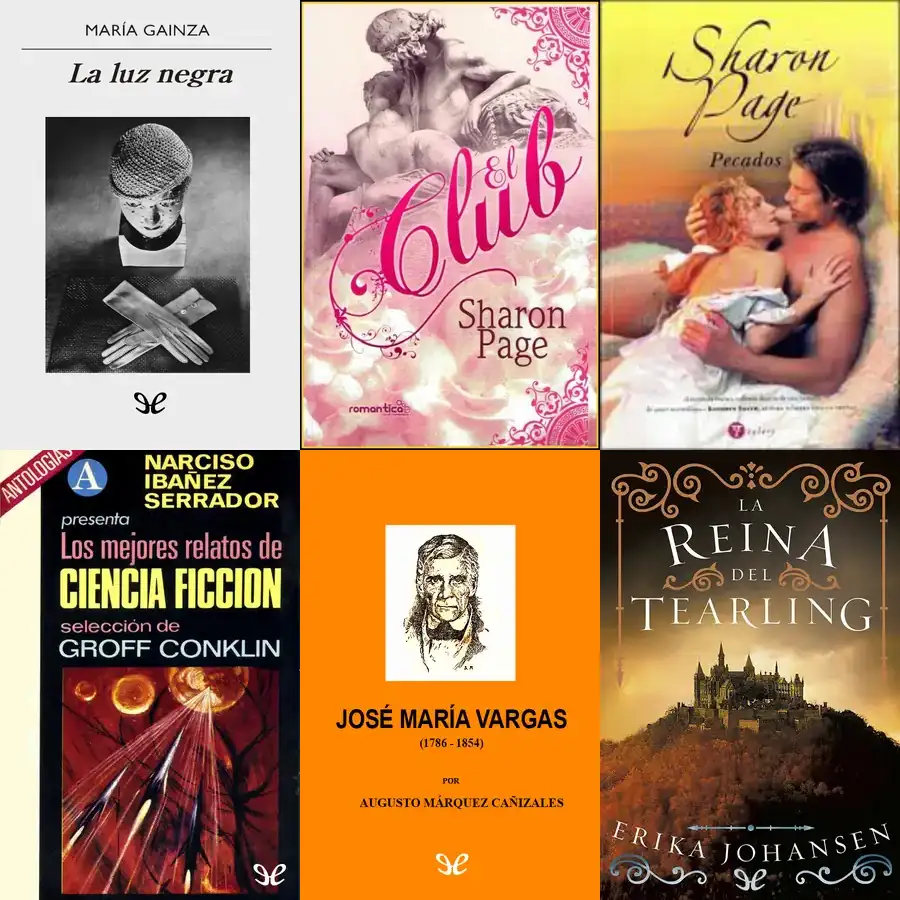 MARÍA GAINZA
La luz negra
El
Club
Sharon
Page
romantica
Sharon
Page
Pecados
ANTOLOGÍAS
A
NARCISO
IBAÑEZ
SERRADOR
presenta
Los mejores relatos de
CIENCIA FICCION
selección de
GROFF CONKLIN
JOSÉ MARÍA VARGAS
(1786 - 1854)
POR
AUGUSTO MÁRQUEZ CAÑIZALES
LA
REINA
DEL
TEARLING
ERIKA JOHANSEN